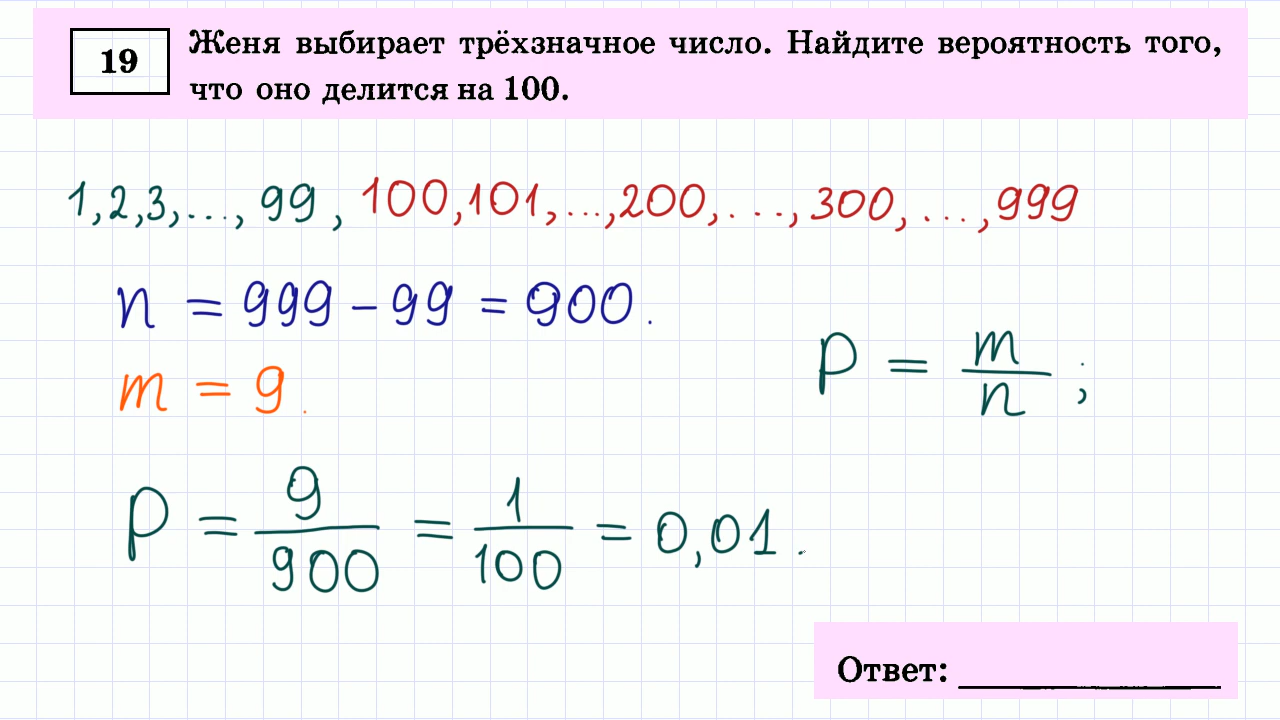 19
Женя выбирает трёхзначное число. Найдите вероятность того,
что оно делится на 100.
1,2,3,..., 99, 100,101,...,200,...,300,...,999
n = 999 – 99 = 900.
m = 9.
P = m/n ;
P = 9/900 = 1/100 = 0,01.
Ответ: ____________